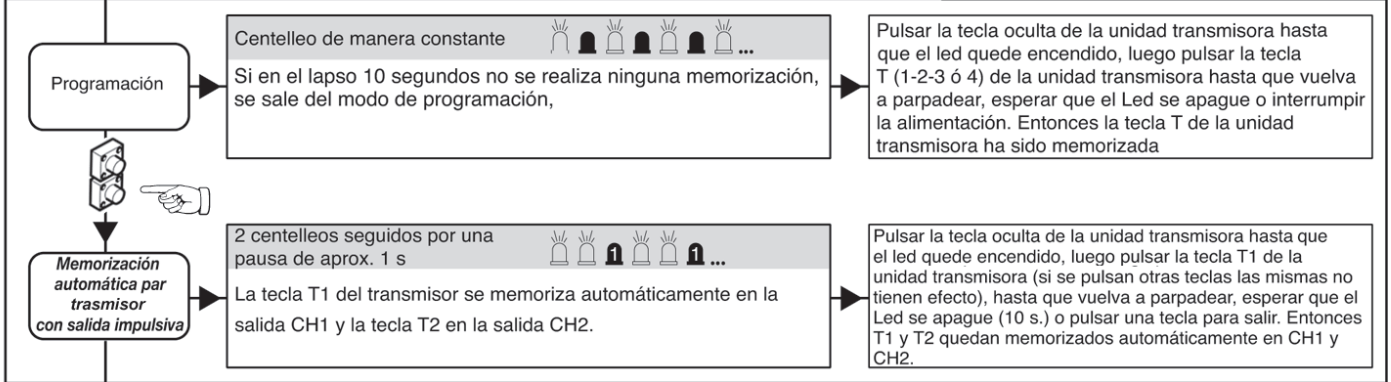 Programación
Centelleo de manera constante ...
Si en el lapso 10 segundos no se realiza ninguna memorización,
se sale del modo de programación,
Pulsar la tecla oculta de la unidad transmisora hasta
que el led quede encendido, luego pulsar la tecla
T (1-2-3 ó 4) de la unidad transmisora hasta que vuelva
a parpadear, esperar que el Led se apague o interrumpir
la alimentación. Entonces la tecla T de la unidad
transmisora ha sido memorizada
Memorización
automática par
trasmisor
con salida impulsiva
2 centelleos seguidos por una
pausa de aprox. 1 s
1 1 ...
La tecla T1 del transmisor se memoriza automáticamente en la
salida CH1 y la tecla T2 en la salida CH2.
Pulsar la tecla oculta de la unidad transmisora hasta que
el led quede encendido, luego pulsar la tecla T1 de la
unidad transmisora (si se pulsan otras teclas las mismas no
tienen efecto), hasta que vuelva a parpadear, esperar que el
Led se apague (10 s.) o pulsar una tecla para salir. Entonces
T1 y T2 quedan memorizados automáticamente en CH1 y
CH2.